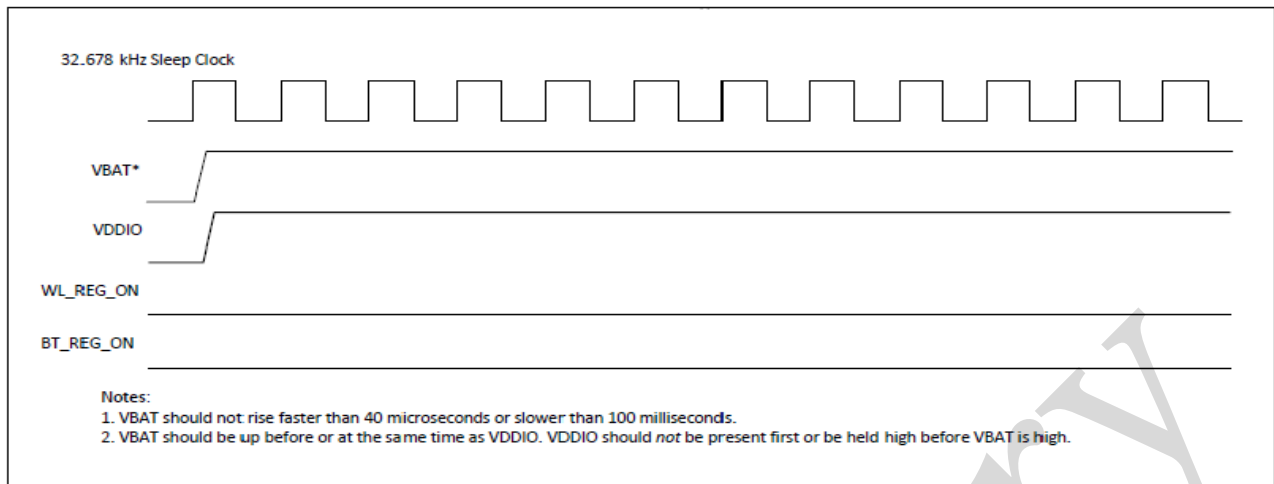 32.678 kHz Sleep Clock
VBAT*
VDDIO
WL_REG_ON
BT_REG_ON
Notes:
1. VBAT should not rise faster than 40 microseconds or slower than 100 milliseconds.
2. VBAT should be up before or at the same time as VDDIO. VDDIO should not be present first or be held high before VBAT is high.
ry